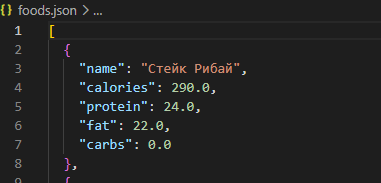 {} foods.json > ...
1 [
2 {
3 "name": "Стейк Рибай",
4 "calories": 290.0,
5 "protein": 24.0,
6 "fat": 22.0,
7 "carbs": 0.0
8 },
9 {